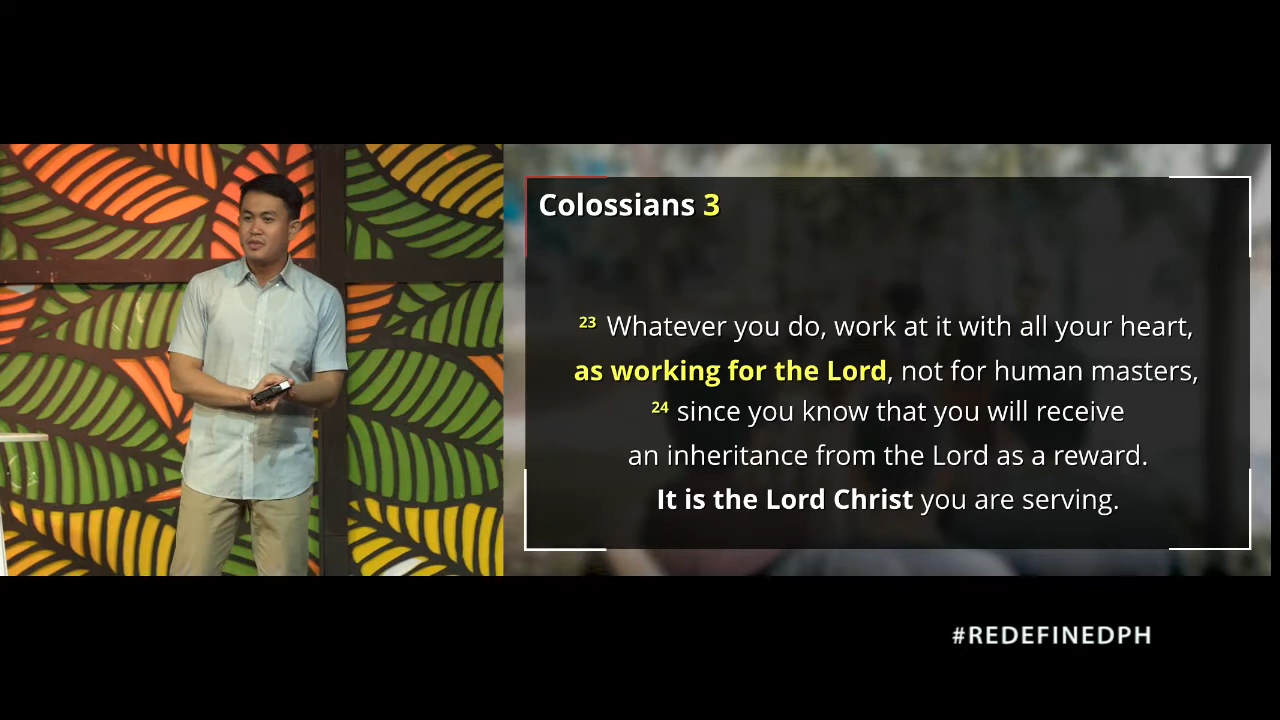 Colossians 3
23 Whatever you do, work at it with all your heart,
as working for the Lord, not for human masters,
24 since you know that you will receive
an inheritance from the Lord as a reward.
It is the Lord Christ you are serving.
#REDEFINEDPH